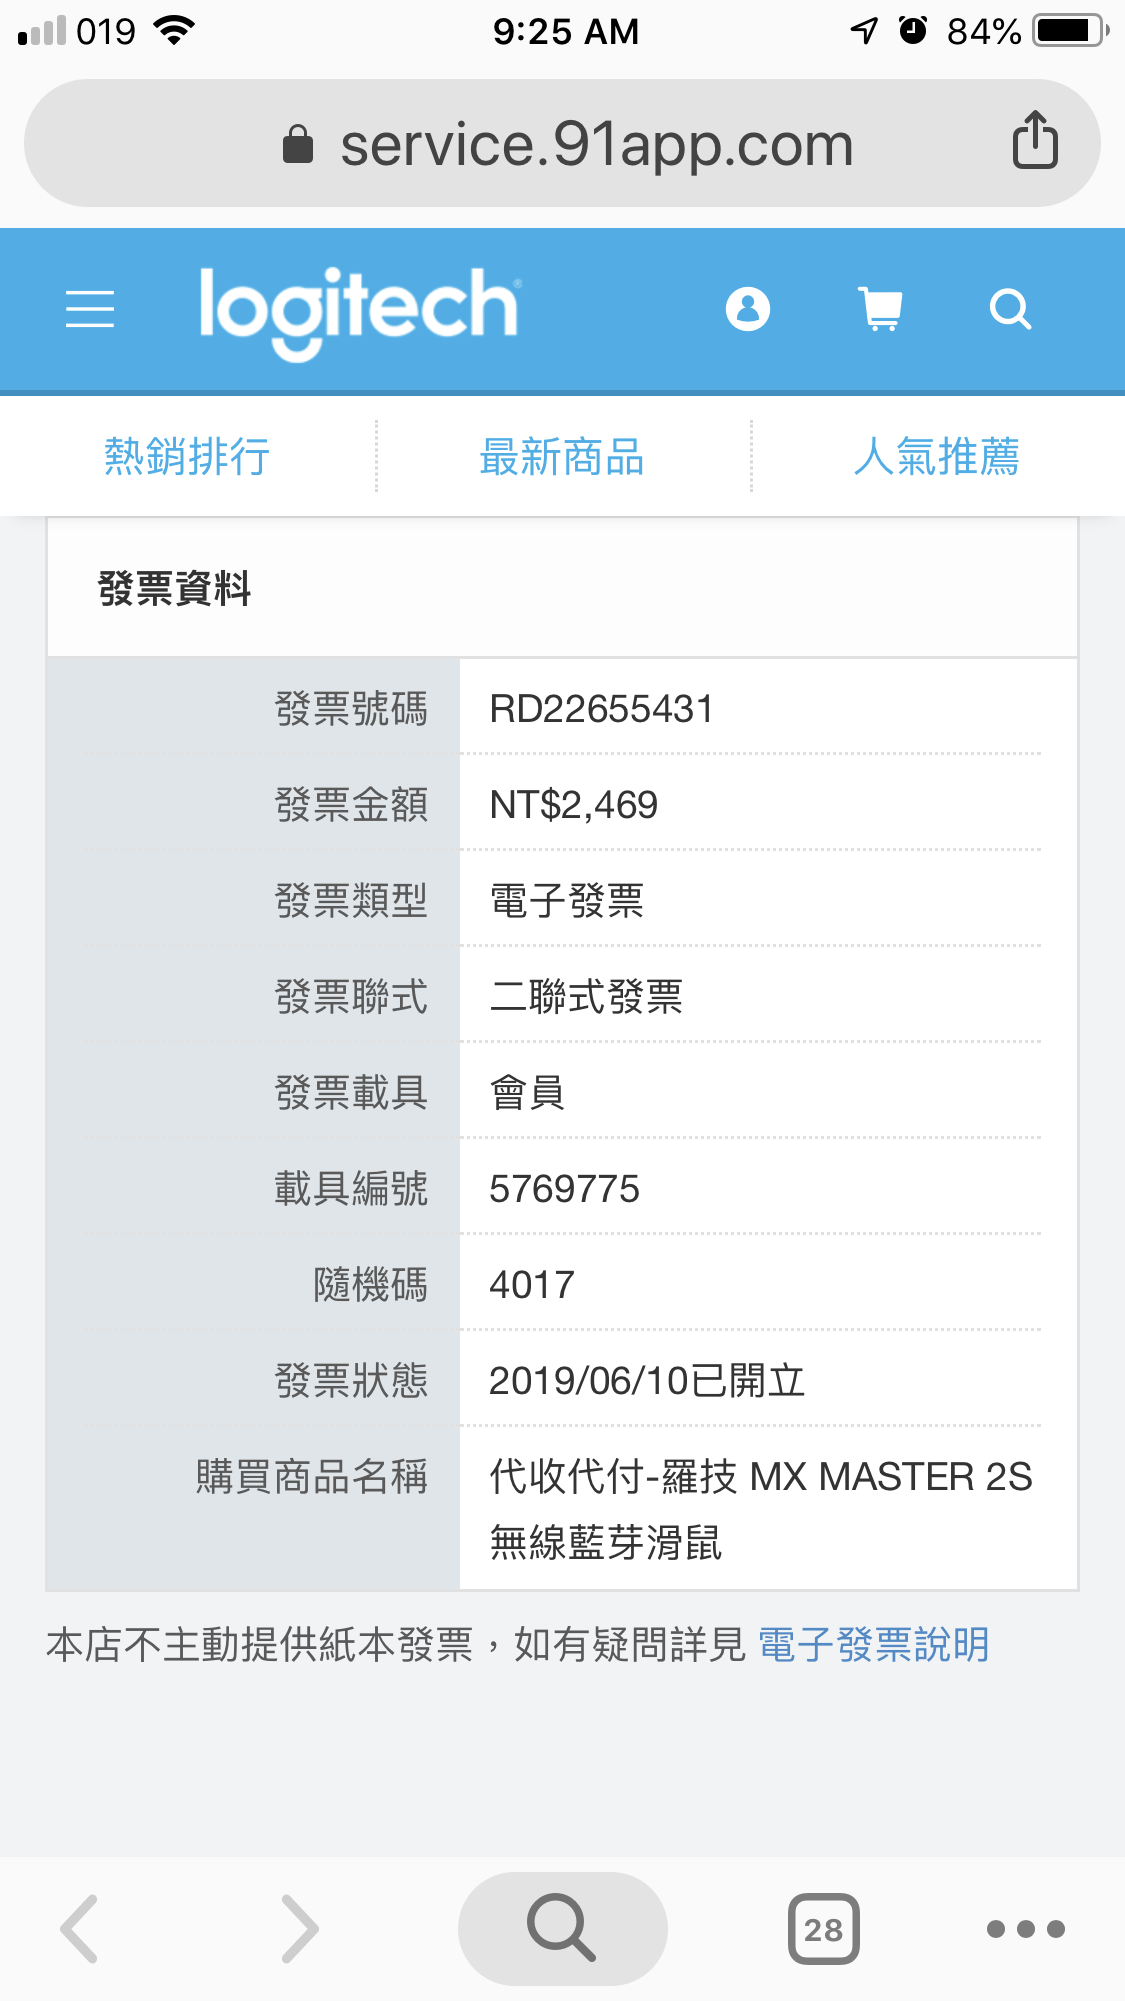 019 9:25 AM 84%
service.91app.com
logitech
熱銷排行 最新商品 人氣推薦
發票資料
發票號碼 RD22655431
發票金額 NT$2,469
發票類型 電子發票
發票聯式 二聯式發票
發票載具 會員
載具編號 5769775
隨機碼 4017
發票狀態 2019/06/10已開立
購買商品名稱 代收代付-羅技 MX MASTER 2S
無線藍芽滑鼠
本店不主動提供紙本發票，如有疑問詳見 電子發票說明
28